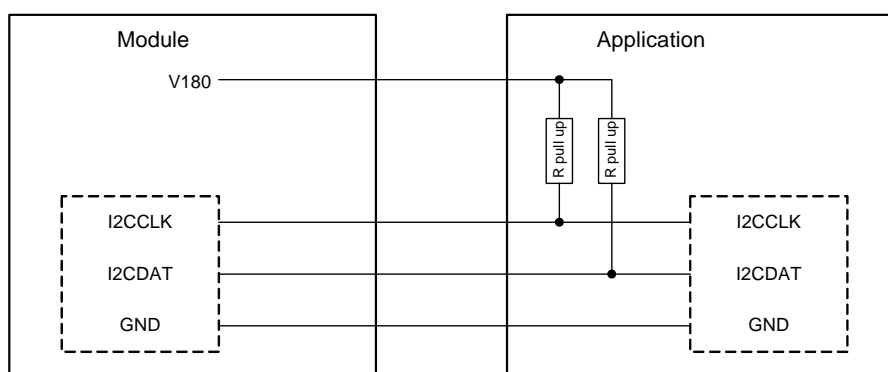 Module
Application
V180
R pull up
R pull up
I2CCLK
I2CCLK
I2CDAT
I2CDAT
GND
GND